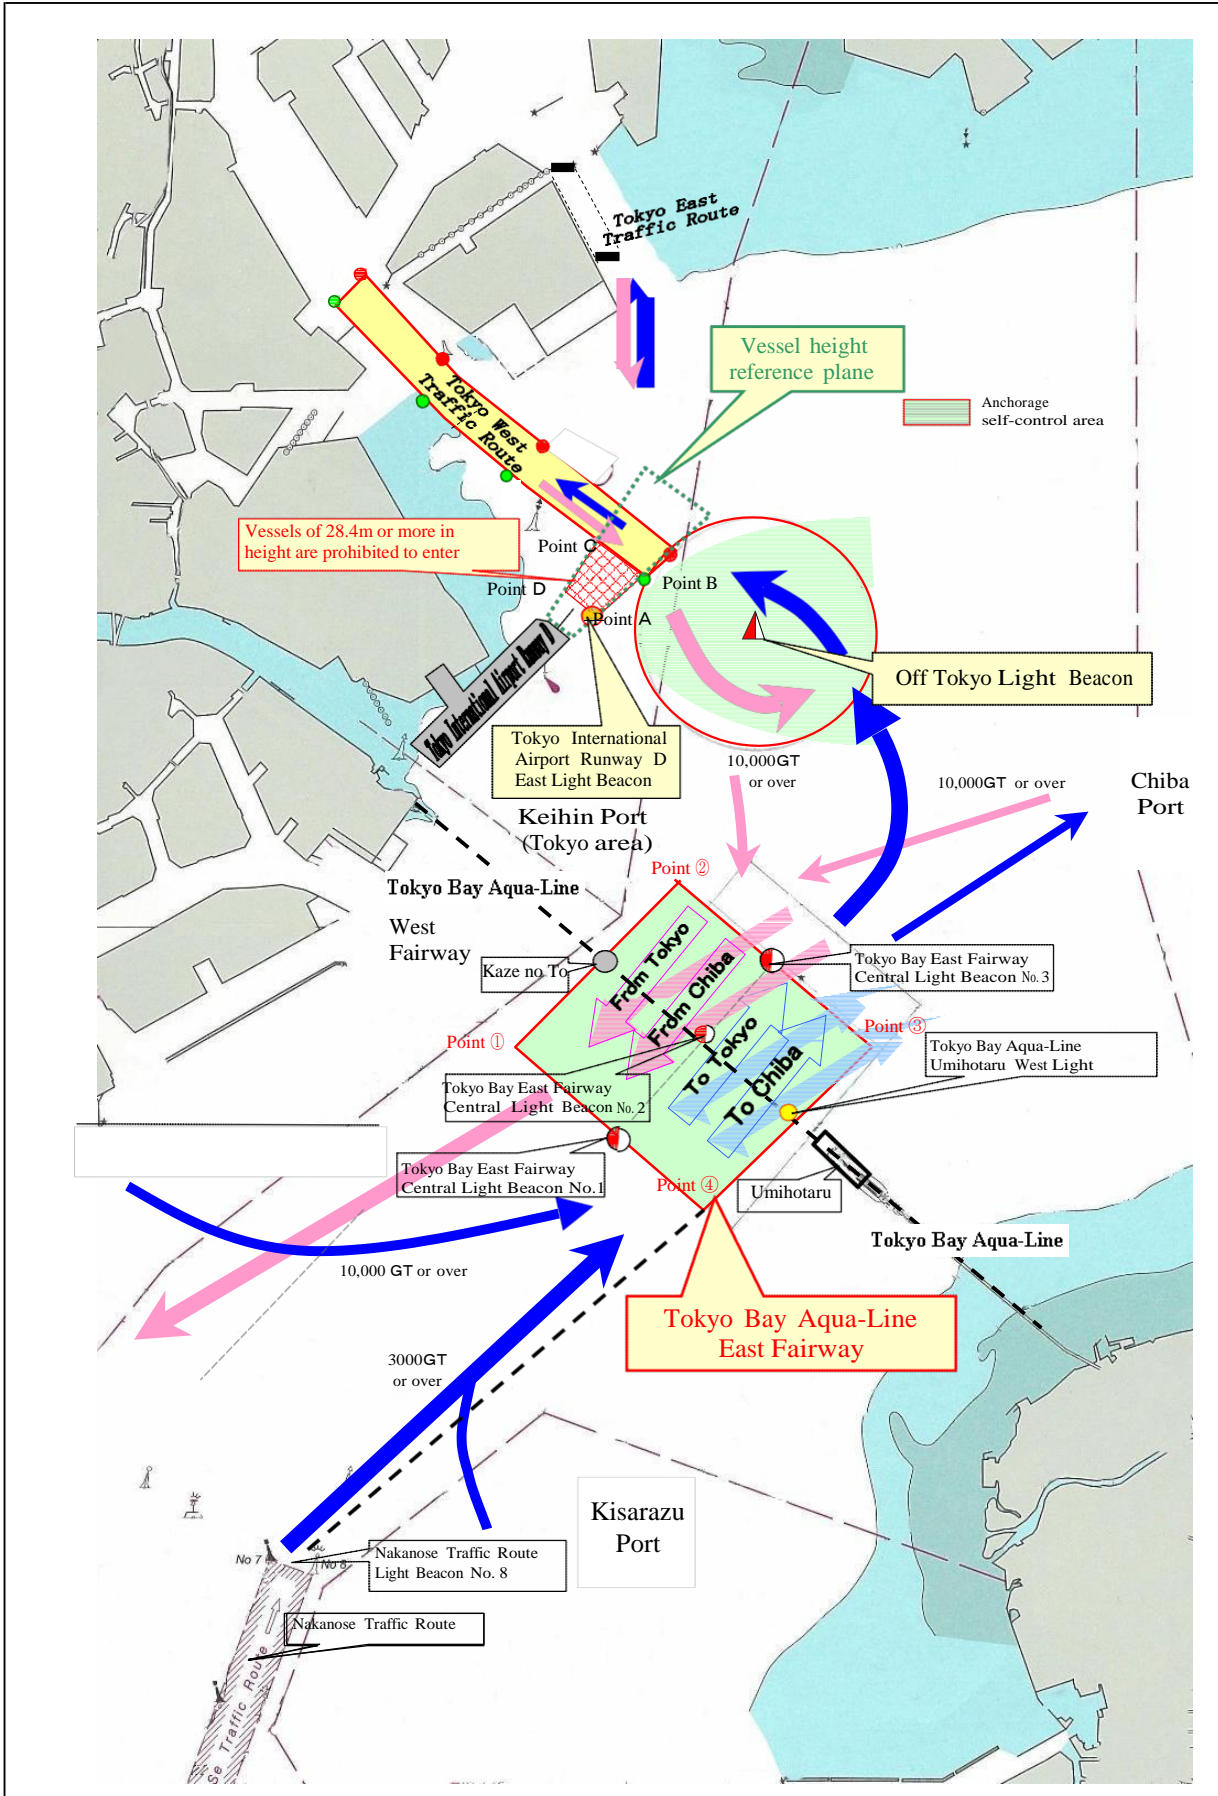 Tokyo East
Traffic Route
Vessel height
reference plane
Anchorage
self-control area
Tokyo West
Traffic Route
Vessels of 28.4m or more in
height are prohibited to enter
Point C
Point D
Point B
Point A
Tokyo International Airport Runway D
Off Tokyo Light Beacon
Tokyo International
Airport Runway D
East Light Beacon
10,000GT
or over
10,000GT or over
Chiba
Port
Keihin Port
(Tokyo area)
Point ②
Tokyo Bay Aqua-Line
West
Fairway
Kaze no To
From Tokyo
From Chiba
Tokyo Bay East Fairway
Central Light Beacon No.3
Point ①
Point ③
To Tokyo
To Chiba
Tokyo Bay Aqua-Line
Umihotaru West Light
Tokyo Bay East Fairway
Central Light Beacon No.2
Tokyo Bay East Fairway
Central Light Beacon No.1
Point ④
Umihotaru
Tokyo Bay Aqua-Line
10,000 GT or over
Tokyo Bay Aqua-Line
East Fairway
3000GT
or over
Kisarazu
Port
No 7
No 8
Nakanose Traffic Route
Light Beacon No. 8
Nakanose Traffic Route
se Traffic Route